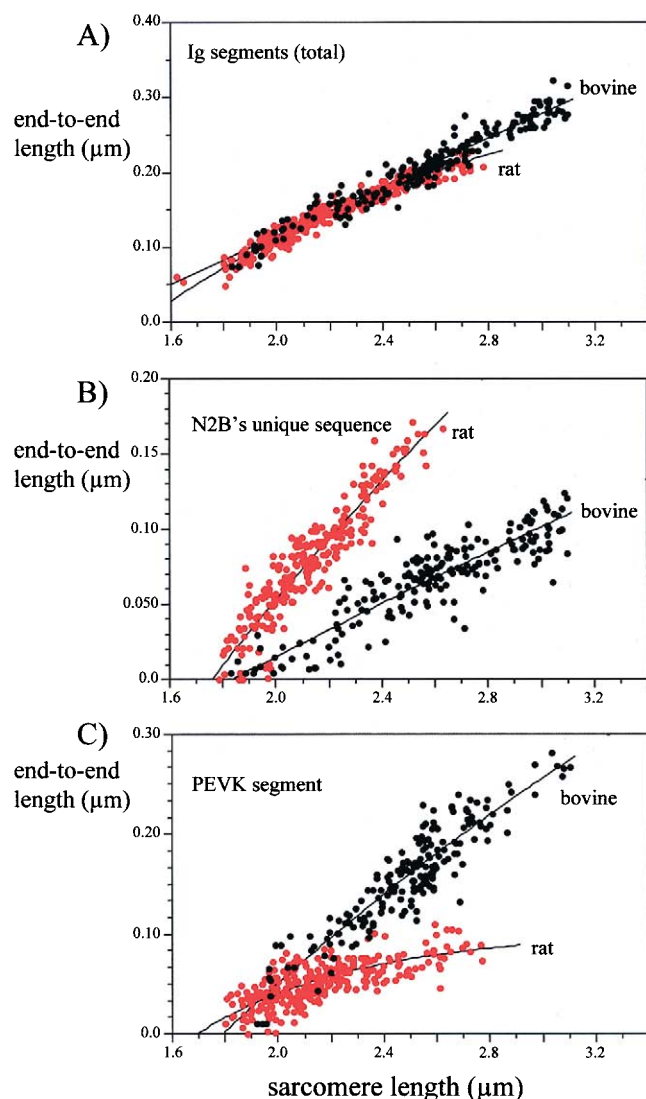 A)
Ig segments (total)
end-to-end
length (µm)
0.40
0.30
0.20
0.10
0.0
bovine
rat
1.6 2.0 2.4 2.8 3.2
B)
N2B's unique sequence
end-to-end
length (µm)
0.20
0.15
0.10
0.050
0.0
rat
bovine
1.6 2.0 2.4 2.8 3.2
C)
PEVK segment
end-to-end
length (µm)
0.30
0.20
0.10
0.0
bovine
rat
1.6 2.0 2.4 2.8 3.2
sarcomere length (µm)